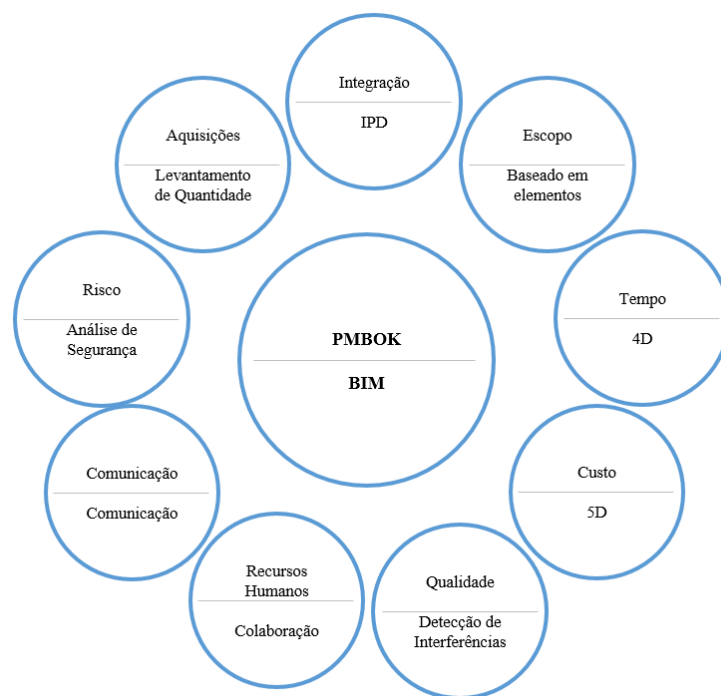 Integração
IPD
Escopo
Baseado em
elementos
Tempo
4D
Custo
5D
Qualidade
Detecção de
Interferências
Recursos
Humanos
Colaboração
Comunicação
Comunicação
Risco
Análise de
Segurança
Aquisições
Levantamento
de Quantidade
PMBOK
BIM